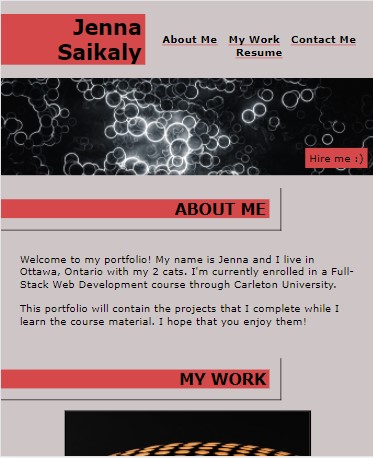 Jenna
Saikaly
About Me My Work Contact Me
Resume
Hire me :)
ABOUT ME
Welcome to my portfolio! My name is Jenna and I live in
Ottawa, Ontario with my 2 cats. I'm currently enrolled in a Full-
Stack Web Development course through Carleton University.
This portfolio will contain the projects that I complete while I
learn the course material. I hope that you enjoy them!
MY WORK